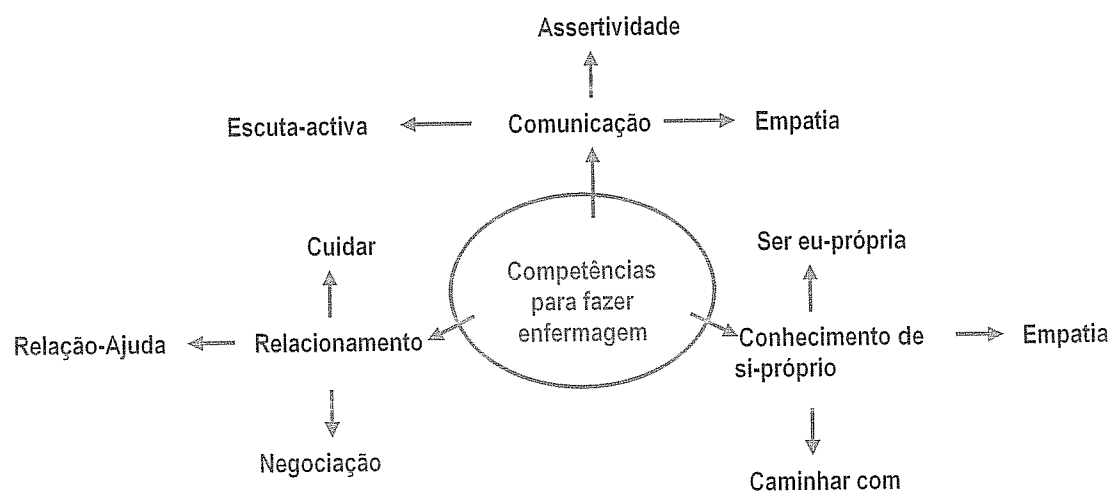 Assertividade
Escuta-activa
Comunicação
Empatia
Cuidar
Ser eu-própria
Competências
para fazer
enfermagem
Relação-Ajuda
Relacionamento
Conhecimento de
si-próprio
Empatia
Negociação
Caminhar com